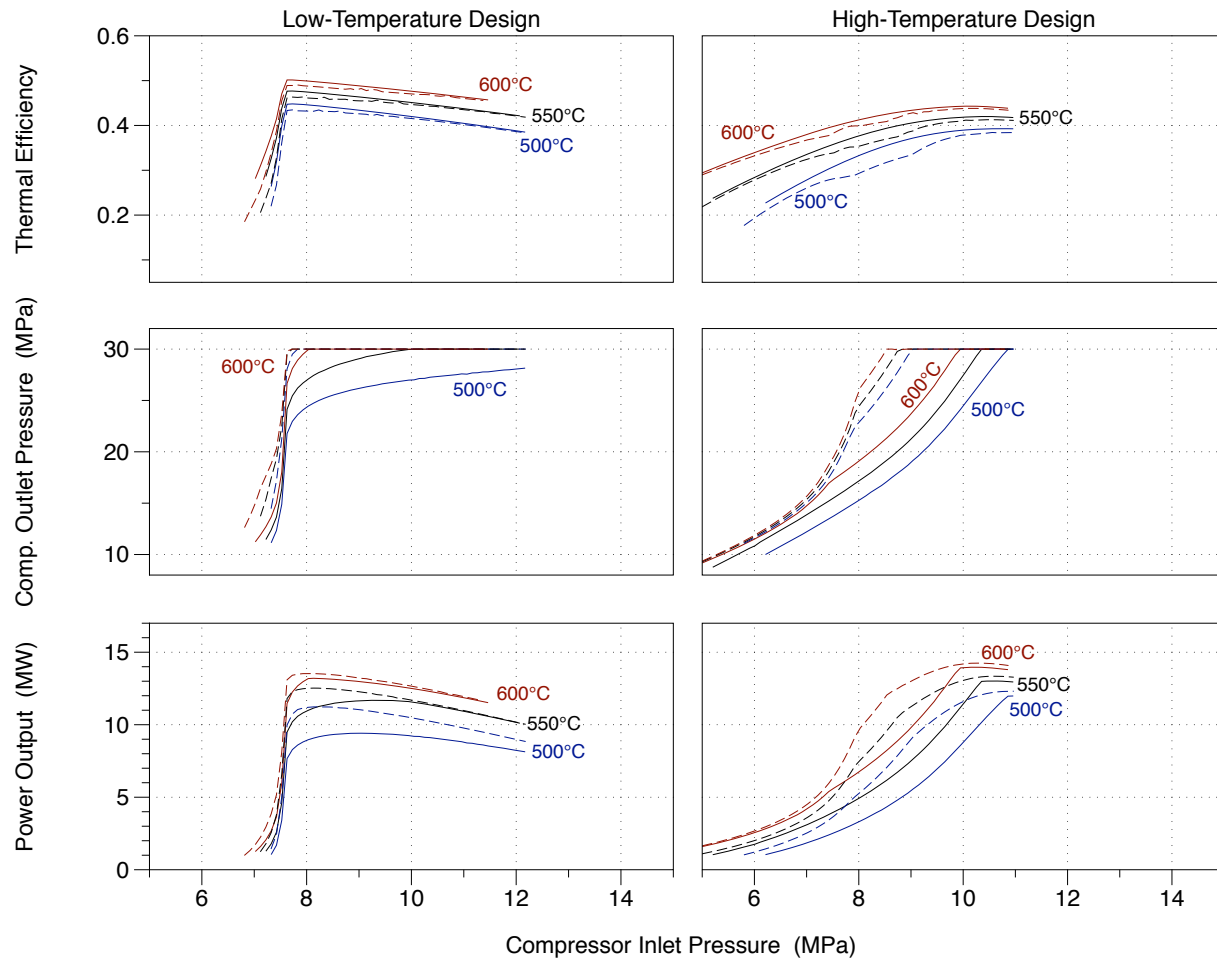 Low-Temperature Design
High-Temperature Design
Thermal Efficiency
0.6
0.4
0.2
600°C
550°C
500°C
600°C
550°C
500°C
Comp. Outlet Pressure (MPa)
30
20
10
600°C
500°C
600°C
500°C
Power Output (MW)
15
10
5
0
600°C
550°C
500°C
600°C
550°C
500°C
6 8 10 12 14
6 8 10 12 14
Compressor Inlet Pressure (MPa)